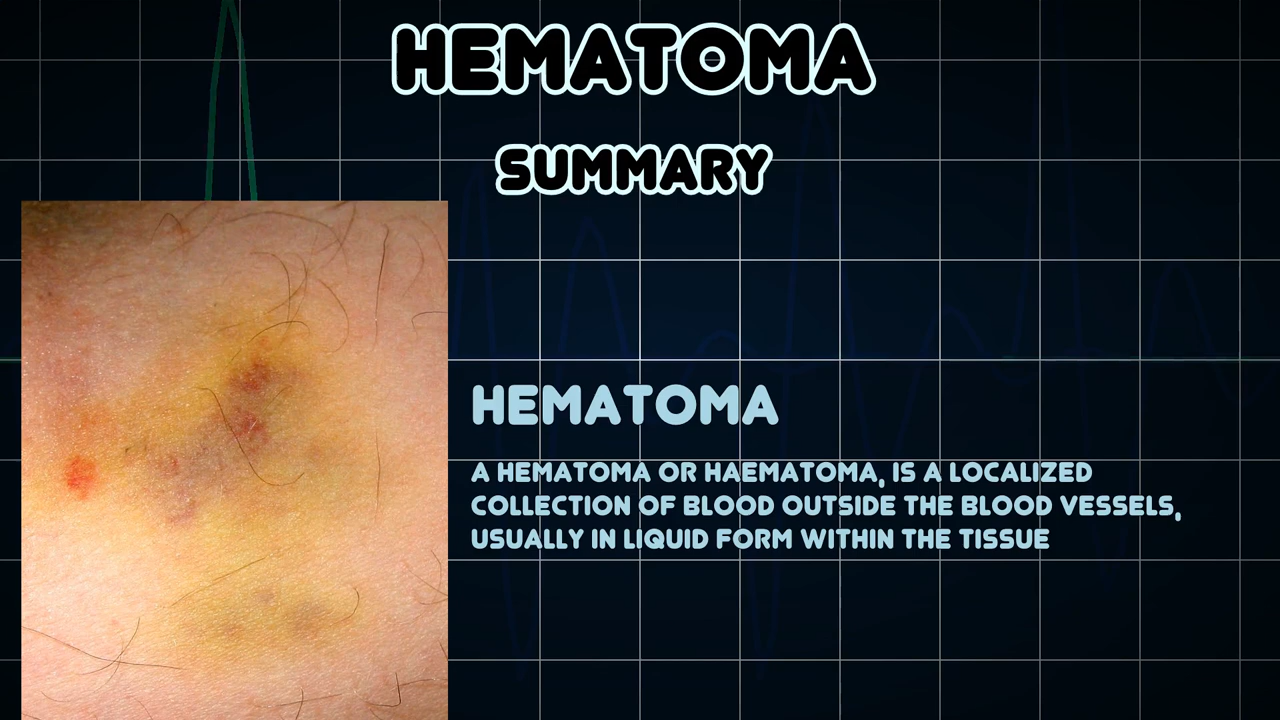 HEMATOMA
SUMMARY
HEMATOMA
A HEMATOMA OR HAEMATOMA, IS A LOCALIZED
COLLECTION OF BLOOD OUTSIDE THE BLOOD VESSELS,
USUALLY IN LIQUID FORM WITHIN THE TISSUE